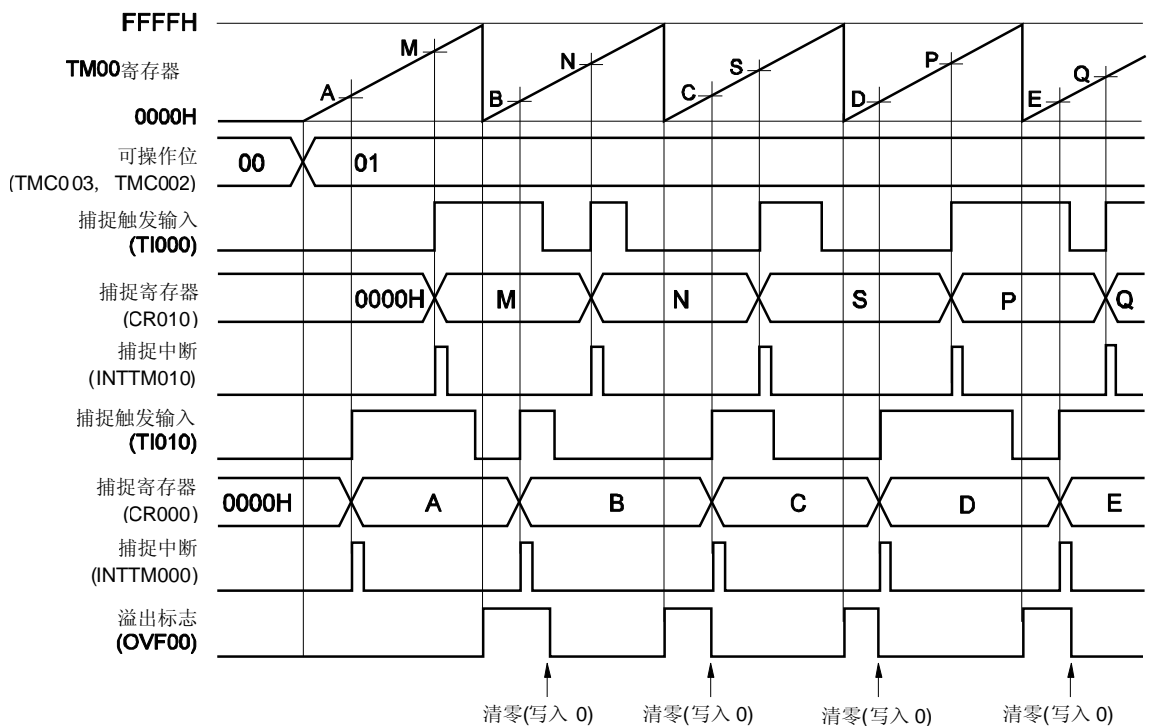 FFFFH
M
N
S
P
Q
TM00寄存器
A
B
C
D
E
0000H
可操作位
00
01
(TMC003, TMC002)
捕捉触发输入
(TI000)
捕捉寄存器
(CR010)
0000H
M
N
S
P
Q
捕捉中断
(INTTM010)
捕捉触发输入
(TI010)
捕捉寄存器
(CR000)
0000H
A
B
C
D
E
捕捉中断
(INTTM000)
溢出标志
(OVF00)
清零(写入 0)
清零(写入 0)
清零(写入 0)
清零(写入 0)